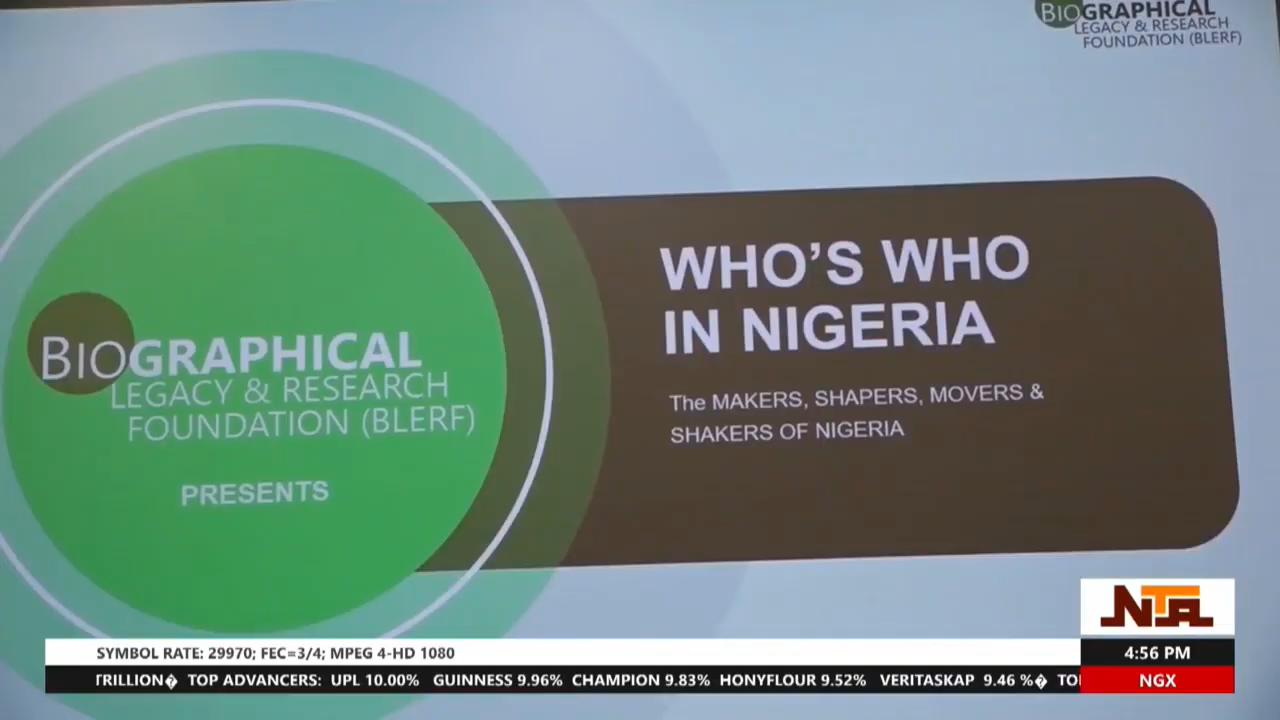 BIOGRAPHICAL
LEGACY & RESEARCH
FOUNDATION (BLERF)
WHO'S WHO
IN NIGERIA
The MAKERS, SHAPERS, MOVERS &
SHAKERS OF NIGERIA
BIOGRAPHICAL
LEGACY & RESEARCH
FOUNDATION (BLERF)
PRESENTS
NTA
SYMBOL RATE: 29970; FEC=3/4; MPEG 4-HD 1080
4:56 PM
TRILLION� TOP ADVANCERS: UPL 10.00% GUINNESS 9.96% CHAMPION 9.83% HONYFLOUR 9.52% VERITASKAP 9.46 %� TO
NGX